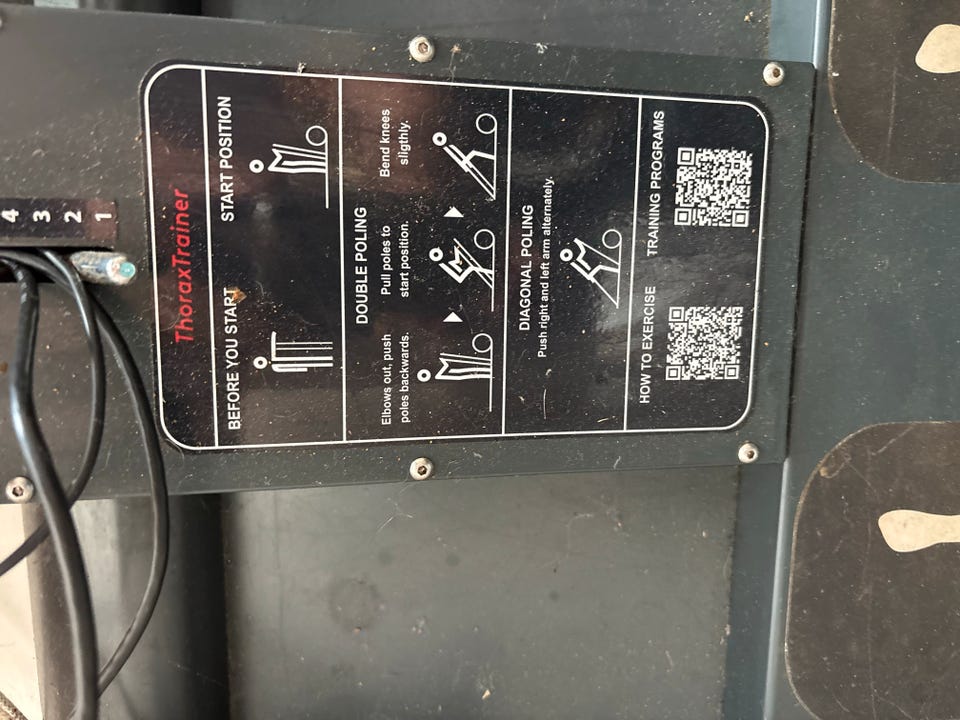 4
3
2
1
ThoraxTrainer
BEFORE YOU START
START POSITION
DOUBLE POLING
Elbows out, push
poles backwards.
Pull poles to
start position.
Bend knees
sligthly.
DIAGONAL POLING
Push right and left arm alternately.
HOW TO EXERCISE
TRAINING PROGRAMS